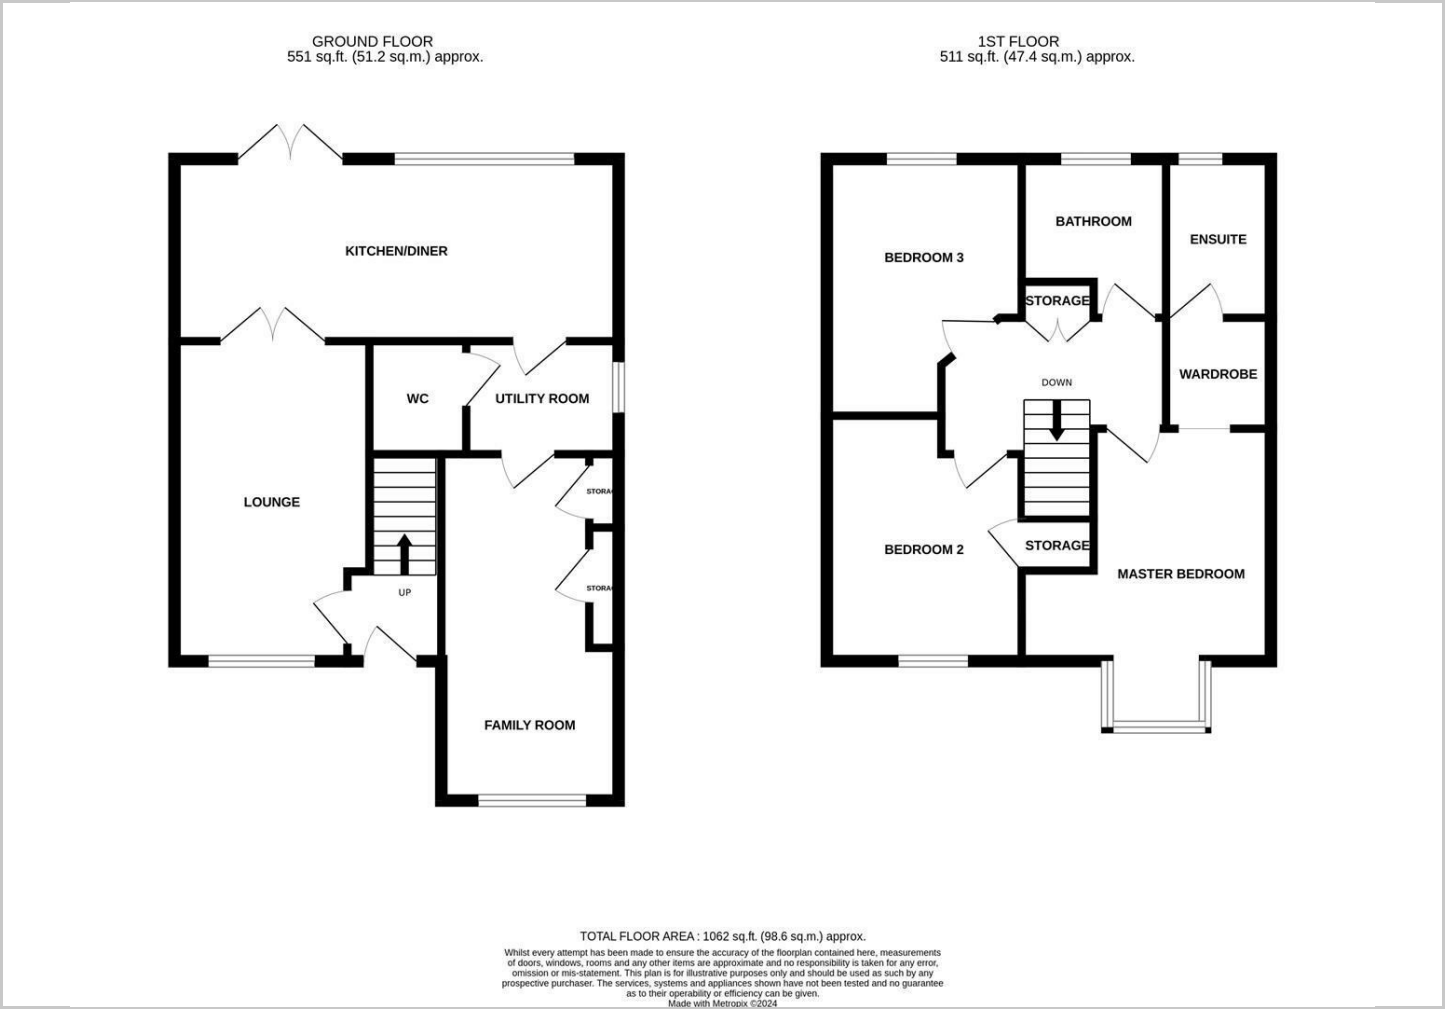 GROUND FLOOR
551 sq.ft. (51.2 sq.m.) approx.
1ST FLOOR
511 sq.ft. (47.4 sq.m.) approx.
KITCHEN/DINER
WC
UTILITY ROOM
LOUNGE
STORA
STORA
UP
FAMILY ROOM
BATHROOM
ENSUITE
BEDROOM 3
STORAGE
DOWN
WARDROBE
BEDROOM 2
STORAGE
MASTER BEDROOM
TOTAL FLOOR AREA : 1062 sq.ft. (98.6 sq.m.) approx.
Whilst every attempt has been made to ensure the accuracy of the floorplan contained here, measurements
of doors, windows, rooms and any other items are approximate and no responsibility is taken for any error,
omission or mis-statement. This plan is for illustrative purposes only and should be used as such by any
prospective purchaser. The services, systems and appliances shown have not been tested and no guarantee
as to their operability or efficiency can be given.
Made with Metropix ©2024